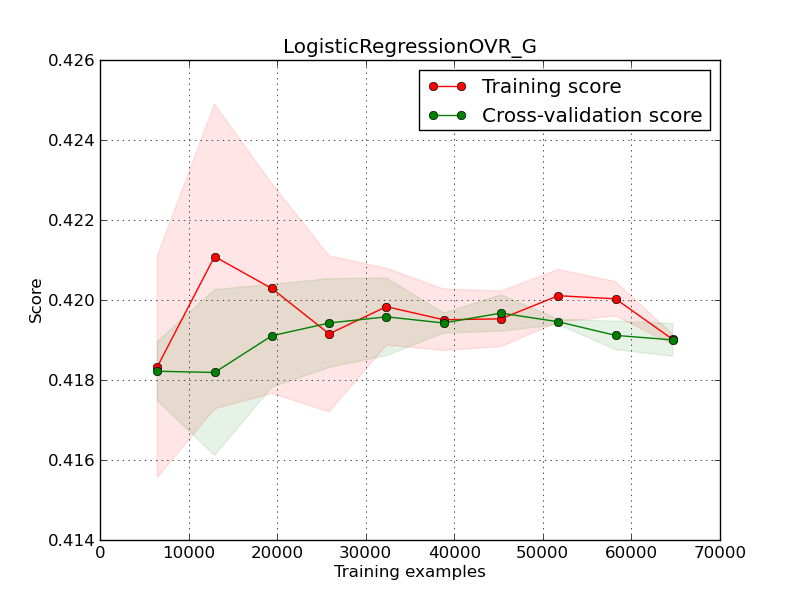 LogisticRegressionOVR_G
Training score
Cross-validation score
0.426
0.424
0.422
0.420
0.418
0.416
0.414
Score
0 10000 20000 30000 40000 50000 60000 70000
Training examples